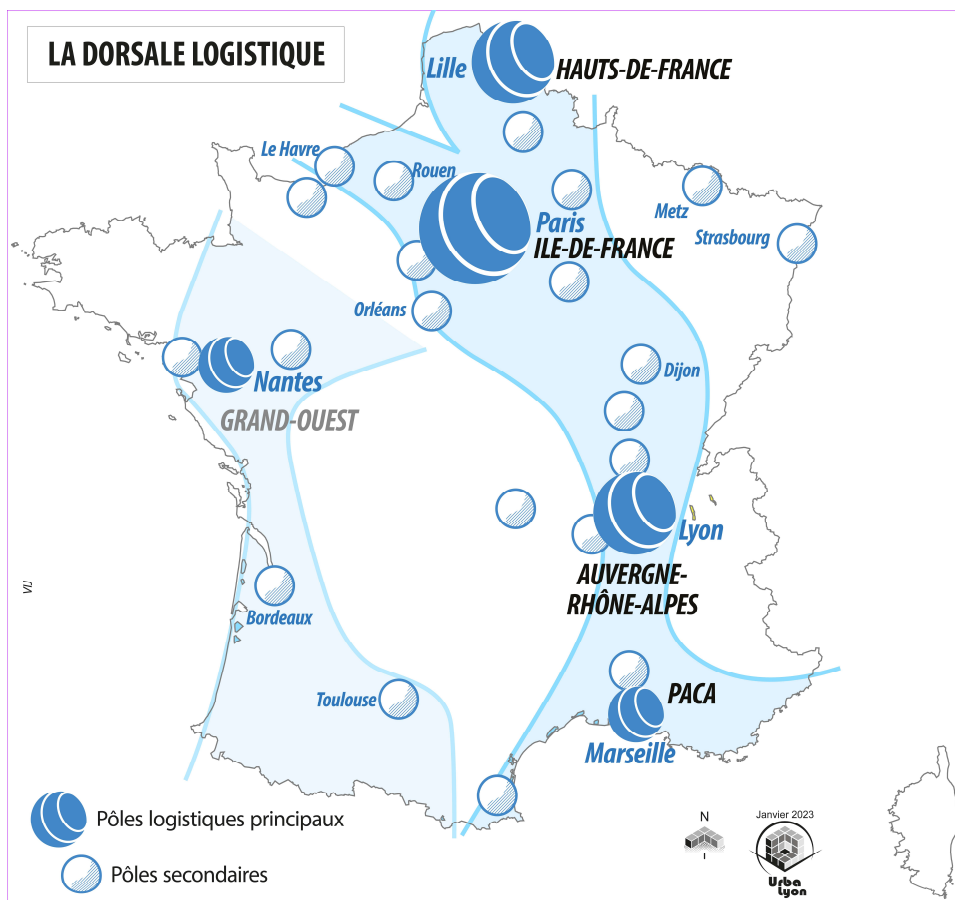 LA DORSALE LOGISTIQUE
Lille
HAUTS-DE-FRANCE
Le Havre
Rouen
Metz
Paris
ILE-DE-FRANCE
Strasbourg
Orléans
Dijon
Nantes
GRAND-OUEST
Lyon
AUVERGNE-
RHÔNE-ALPES
Bordeaux
Toulouse
PACA
Marseille
Pôles logistiques principaux
Pôles secondaires
N
Janvier 2023
Urba
Lyon